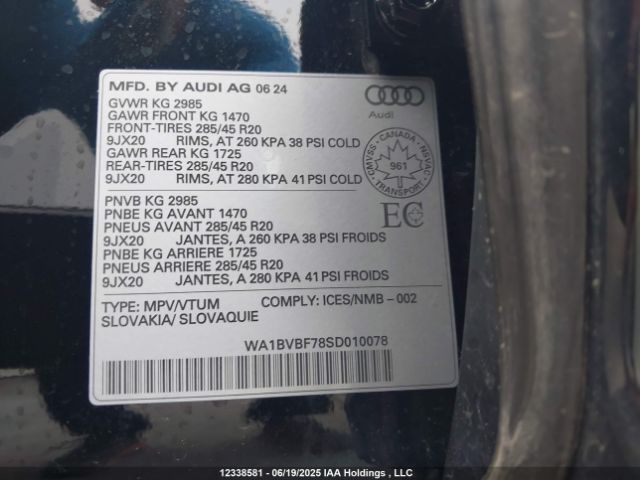 MFD. BY AUDI AG 06 24
GVWR KG 2985
GAWR FRONT KG 1470
FRONT-TIRES 285/45 R20
9JX20 RIMS, AT 260 KPA 38 PSI COLD
GAWR REAR KG 1725
REAR-TIRES 285/45 R20
9JX20 RIMS, AT 280 KPA 41 PSI COLD
Audi
CMVSS - CANADA - NSVAC
961
TRANSPORT
PNVB KG 2985
PNBE KG AVANT 1470
PNEUS AVANT 285/45 R20
9JX20 JANTES, A 260 KPA 38 PSI FROIDS
PNBE KG ARRIERE 1725
PNEUS ARRIERE 285/45 R20
9JX20 JANTES, A 280 KPA 41 PSI FROIDS
EC
TYPE: MPV/VTUM COMPLY: ICES/NMB – 002
SLOVAKIA/ SLOVAQUIE
WA1BVBF78SD010078
12338581 - 06/19/2025 IAA Holdings , LLC